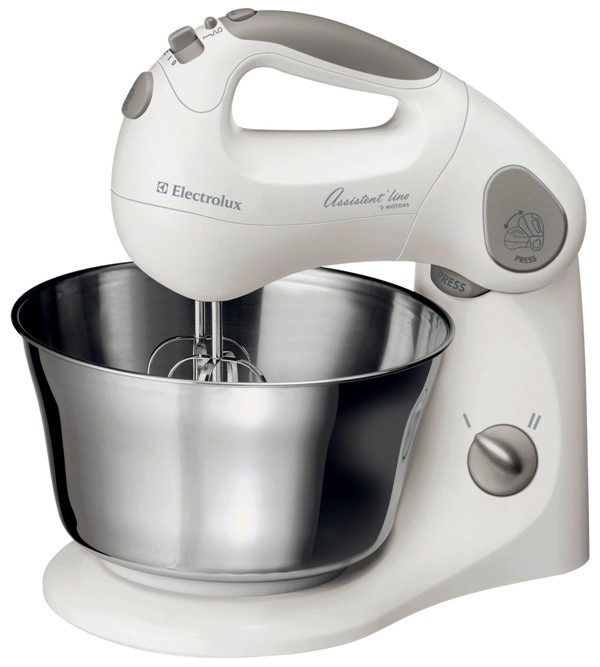 Electrolux
Assistent line
2 MOTORS
PRESS
PRESS
I II